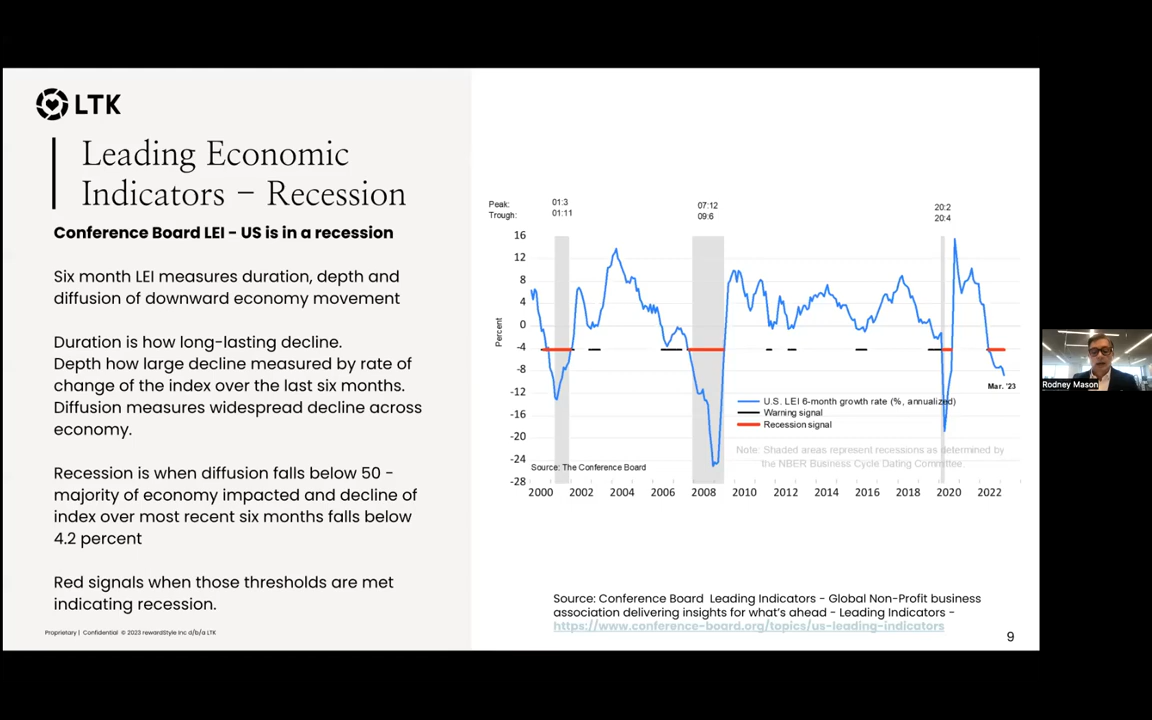 LTK
Leading Economic
Indicators - Recession
Conference Board LEI - US is in a recession
Six month LEI measures duration, depth and
diffusion of downward economy movement
Duration is how long-lasting decline.
Depth how large decline measured by rate of
change of the index over the last six months.
Diffusion measures widespread decline across
economy.
Recession is when diffusion falls below 50 -
majority of economy impacted and decline of
index over most recent six months falls below
4.2 percent
Red signals when those thresholds are met
indicating recession.
Proprietary | Confidential © 2023 rewardStyle Inc d/b/a LTK
Peak: 01:3 07:12 20:2
Trough: 01:11 09:6 20:4
16
12
8
4
0
-4
-8
-12
-16
-20
-24
-28
Percent
Mar. '23
U.S. LEI 6-month growth rate (%, annualized)
Warning signal
Recession signal
Note: Shaded areas represent recessions as determined by
the NBER Business Cycle Dating Committee.
Source: The Conference Board
2000 2002 2004 2006 2008 2010 2012 2014 2016 2018 2020 2022
Source: Conference Board Leading Indicators - Global Non-Profit business
association delivering insights for what's ahead - Leading Indicators -
https://www.conference-board.org/topics/us-leading-indicators
9
Rodney Mason